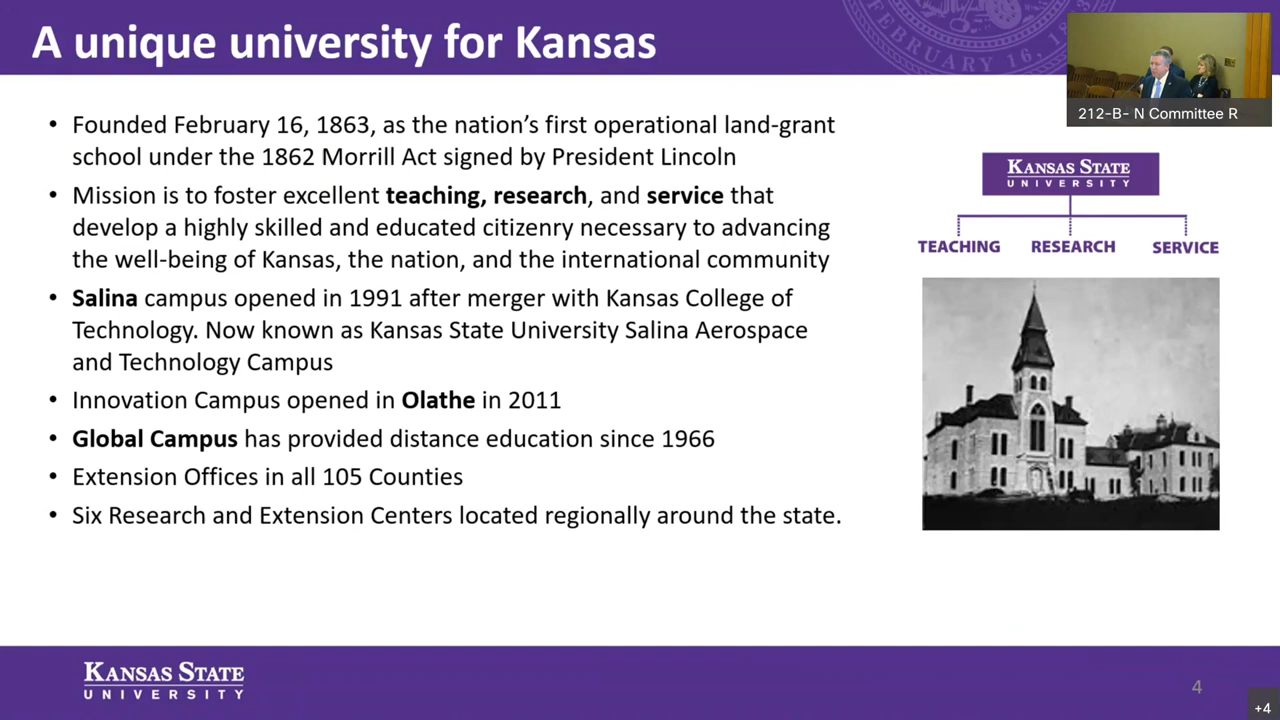 A unique university for Kansas
FEBRUARY 16, 18
212-B- N Committee R
• Founded February 16, 1863, as the nation’s first operational land-grant
school under the 1862 Morrill Act signed by President Lincoln
• Mission is to foster excellent teaching, research, and service that
develop a highly skilled and educated citizenry necessary to advancing
the well-being of Kansas, the nation, and the international community
• Salina campus opened in 1991 after merger with Kansas College of
Technology. Now known as Kansas State University Salina Aerospace
and Technology Campus
• Innovation Campus opened in Olathe in 2011
• Global Campus has provided distance education since 1966
• Extension Offices in all 105 Counties
• Six Research and Extension Centers located regionally around the state.
KANSAS STATE
UNIVERSITY
TEACHING RESEARCH SERVICE
KANSAS STATE
UNIVERSITY
4
+4